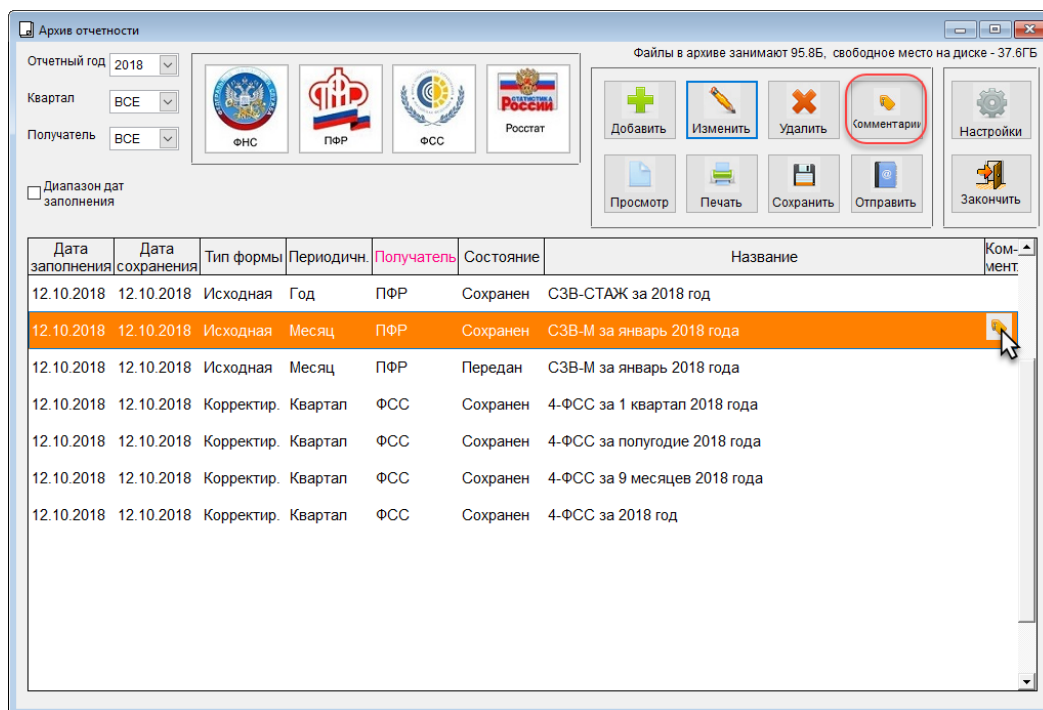 Архив отчетности
Файлы в архиве занимают 95.8Б, свободное место на диске - 37.6ГБ
Отчетный год 2018
Квартал ВСЕ
Получатель ВСЕ
Диапазон дат
заполнения
ФНС ПФР ФСС Росстат
СТАТИСТИКА
России
Добавить Изменить Удалить Комментарии Настройки
Просмотр Печать Сохранить Отправить Закончить
Дата заполнения Дата сохранения Тип формы Периодичн. Получатель Состояние Название Ком-мент.
12.10.2018 12.10.2018 Исходная Год ПФР Сохранен СЗВ-СТАЖ за 2018 год
12.10.2018 12.10.2018 Исходная Месяц ПФР Сохранен СЗВ-М за январь 2018 года
12.10.2018 12.10.2018 Исходная Месяц ПФР Передан СЗВ-М за январь 2018 года
12.10.2018 12.10.2018 Корректир. Квартал ФСС Сохранен 4-ФСС за 1 квартал 2018 года
12.10.2018 12.10.2018 Корректир. Квартал ФСС Сохранен 4-ФСС за полугодие 2018 года
12.10.2018 12.10.2018 Корректир. Квартал ФСС Сохранен 4-ФСС за 9 месяцев 2018 года
12.10.2018 12.10.2018 Корректир. Квартал ФСС Сохранен 4-ФСС за 2018 год